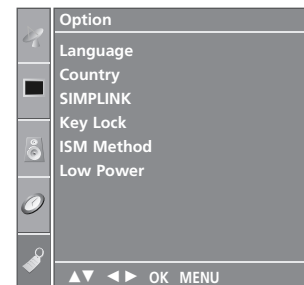 Option
Language
Country
SIMPLINK
Key Lock
ISM Method
Low Power
▲▼ ◄ ► OK MENU